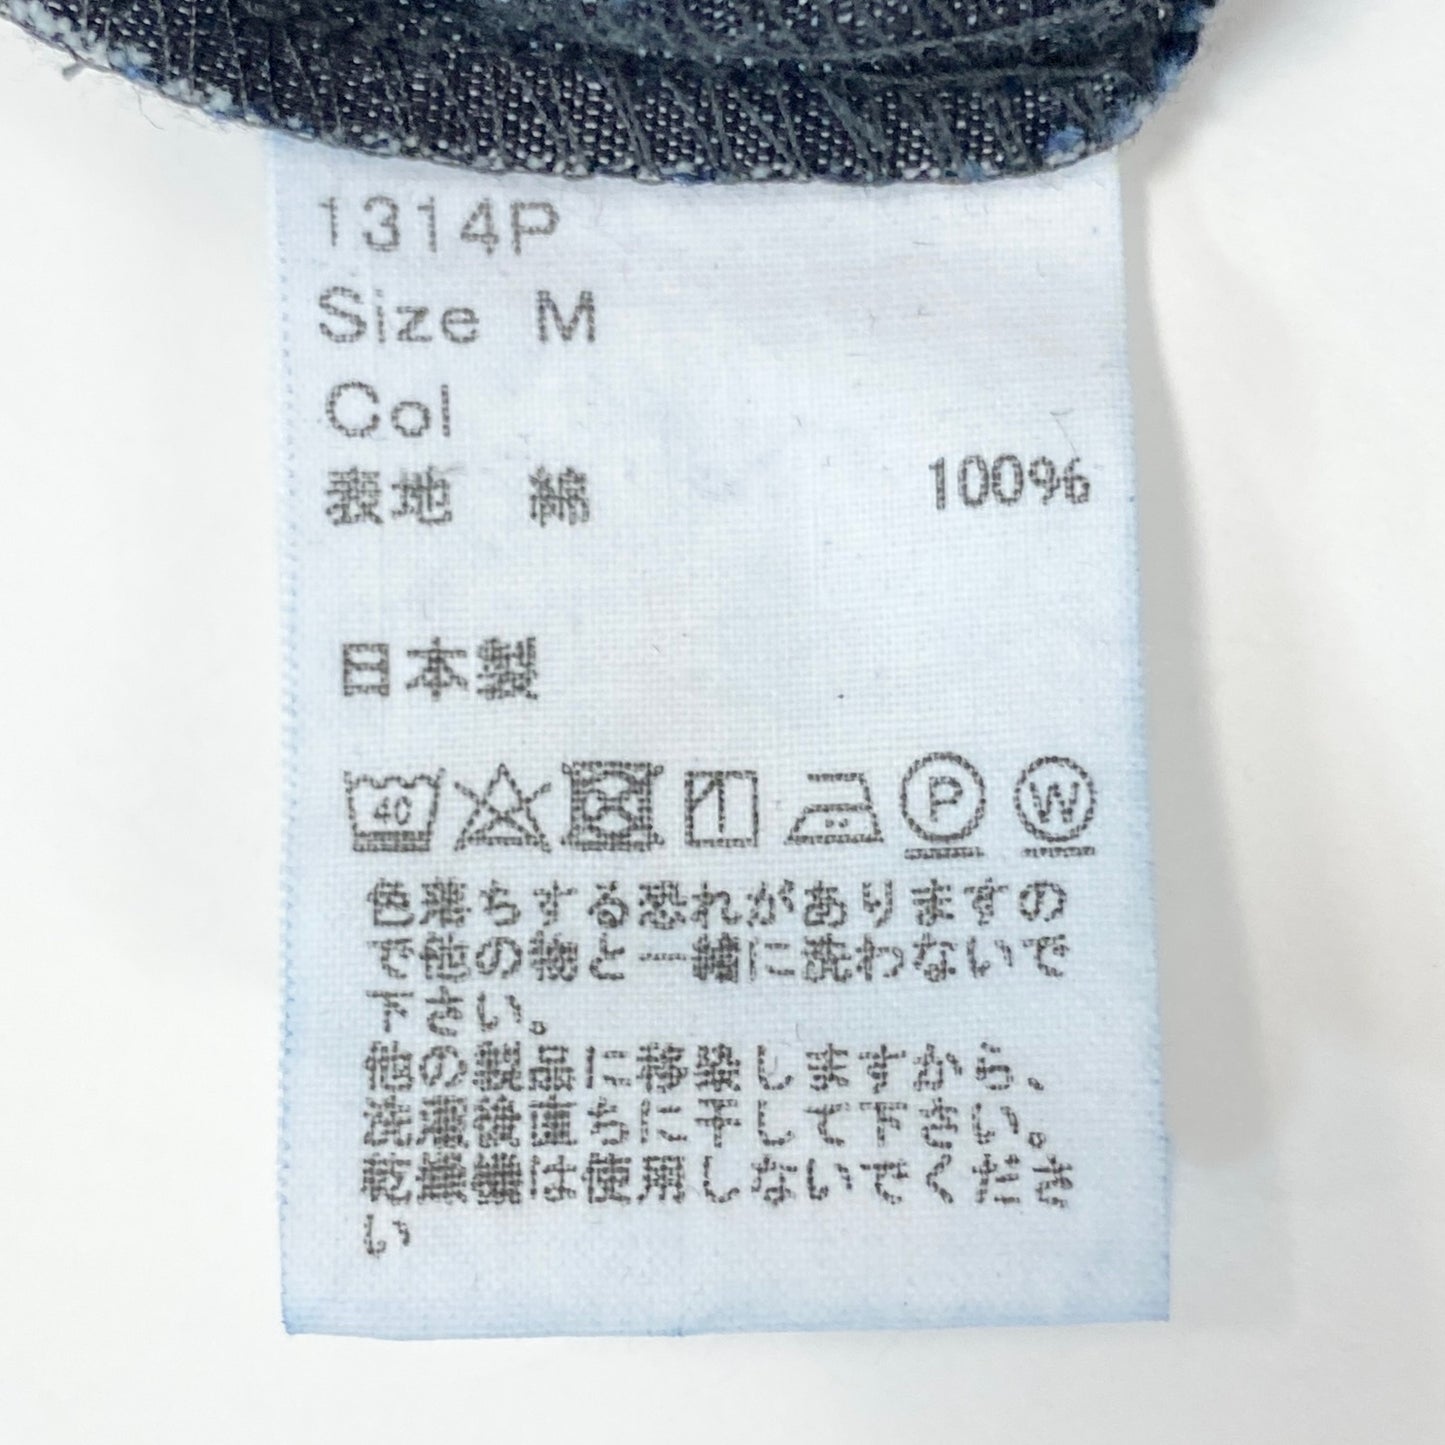 1314P
Size M
Col
表地 綿 100%
日本製
40 P W
色落ちする恐れがありますの
で他の物と一緒に洗わないで
下さい。
他の製品に移染しますから、
洗濯後直ちに干して下さい。
乾燥機は使用しないでくださ
い